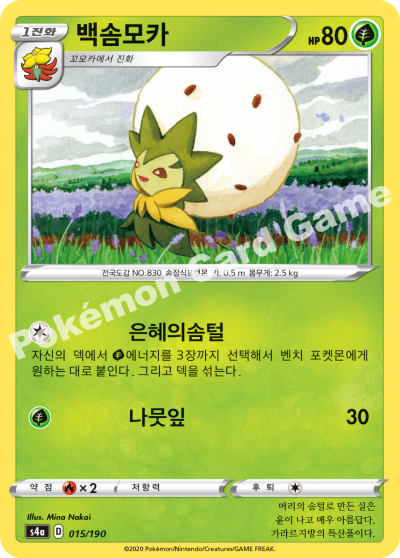 1진화
백솜모카
HP80
꼬모카에서 진화
전국도감 NO.830 솜장식포켓몬 키: 0.5 m 몸무게: 2.5 kg
Pokémon Card Game
은혜의솜털
자신의 덱에서 에너지를 3장까지 선택해서 벤치 포켓몬에게
원하는 대로 붙인다. 그리고 덱을 섞는다.
나뭇잎 30
약점 ×2 저항력 후퇴
Illus. Mina Nakai
s4a D 015/190
머리의 솜털로 만든 실은
윤이 나고 매우 아름답다.
가라르지방의 특산품이다.
©2020 Pokémon/Nintendo/Creatures/GAME FREAK.